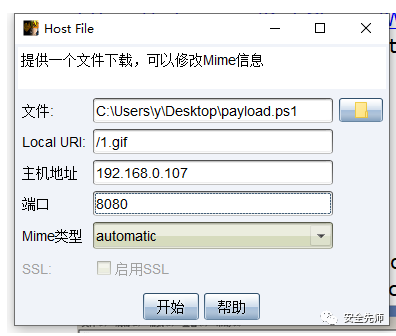 Host File
提供一个文件下载，可以修改Mime信息
文件: C:\Users\y\Desktop\payload.ps1
Local URI: /1.gif
主机地址 192.168.0.107
端口 8080
Mime类型 automatic
SSL: 启用SSL
开始 帮助
安全先师